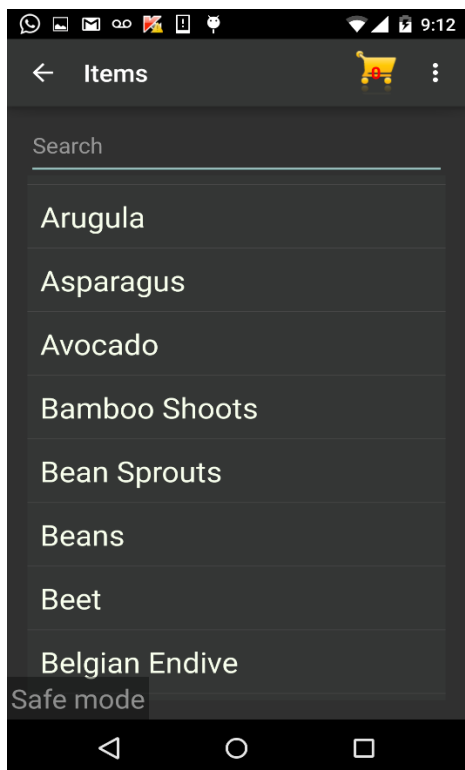 9:12
Items
0
Search
Arugula
Asparagus
Avocado
Bamboo Shoots
Bean Sprouts
Beans
Beet
Belgian Endive
Safe mode